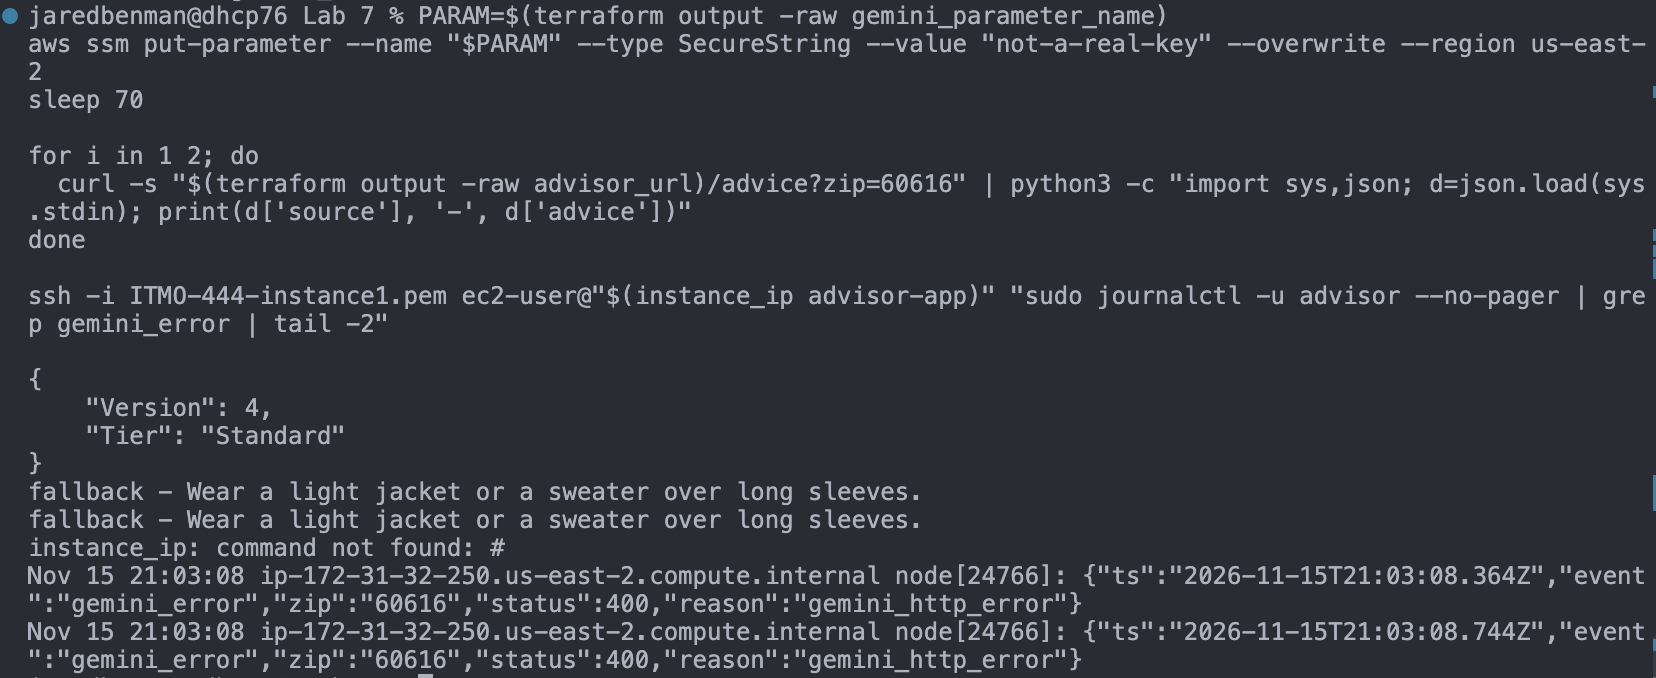 jaredbenman@dhcp76 Lab 7 % PARAM=$(terraform output -raw gemini_parameter_name)
aws ssm put-parameter --name "$PARAM" --type SecureString --value "not-a-real-key" --overwrite --region us-east-
2
sleep 70
for i in 1 2; do
  curl -s "$(terraform output -raw advisor_url)/advice?zip=60616" | python3 -c "import sys,json; d=json.load(sys
.stdin); print(d['source'], '-', d['advice'])"
done
ssh -i ITMO-444-instance1.pem ec2-user@"$(instance_ip advisor-app)" "sudo journalctl -u advisor --no-pager | gre
p gemini_error | tail -2"
{
    "Version": 4,
    "Tier": "Standard"
}
fallback - Wear a light jacket or a sweater over long sleeves.
fallback - Wear a light jacket or a sweater over long sleeves.
instance_ip: command not found: #
Nov 15 21:03:08 ip-172-31-32-250.us-east-2.compute.internal node[24766]: {"ts":"2026-11-15T21:03:08.364Z","event
":"gemini_error","zip":"60616","status":400,"reason":"gemini_http_error"}
Nov 15 21:03:08 ip-172-31-32-250.us-east-2.compute.internal node[24766]: {"ts":"2026-11-15T21:03:08.744Z","event
":"gemini_error","zip":"60616","status":400,"reason":"gemini_http_error"}